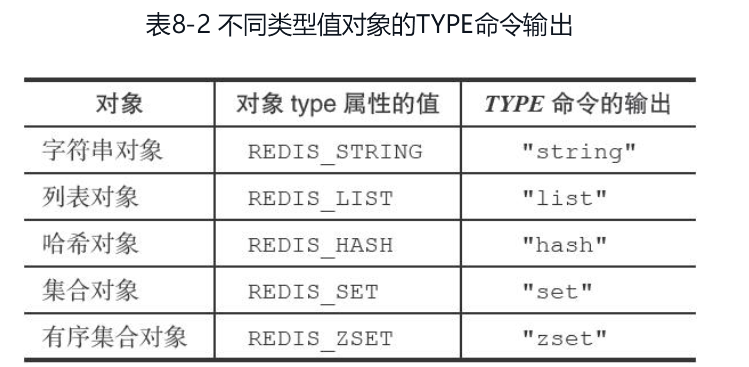 表8-2 不同类型值对象的TYPE命令输出
对象 对象 type 属性的值 TYPE 命令的输出
字符串对象 REDIS_STRING "string"
列表对象 REDIS_LIST "list"
哈希对象 REDIS_HASH "hash"
集合对象 REDIS_SET "set"
有序集合对象 REDIS_ZSET "zset"